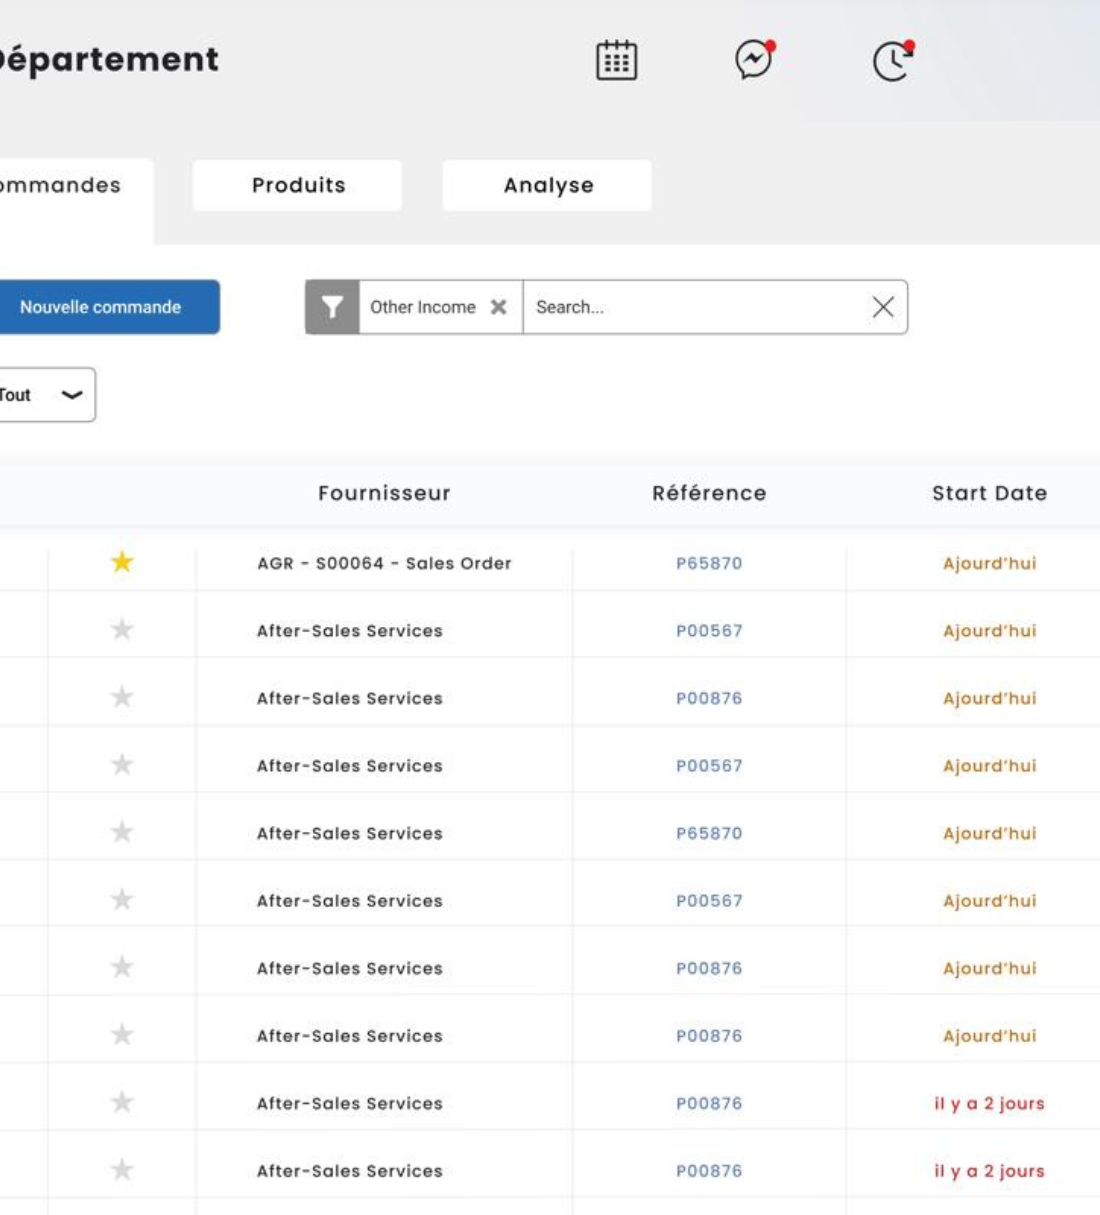 Département
ommandes
Produits
Analyse
Nouvelle commande
Other Income
Search...
Tout
Fournisseur Référence Start Date
AGR - S00064 - Sales Order P65870 Ajourd'hui
After-Sales Services P00567 Ajourd'hui
After-Sales Services P00876 Ajourd'hui
After-Sales Services P00567 Ajourd'hui
After-Sales Services P65870 Ajourd'hui
After-Sales Services P00567 Ajourd'hui
After-Sales Services P00876 Ajourd'hui
After-Sales Services P00876 Ajourd'hui
After-Sales Services P00876 il y a 2 jours
After-Sales Services P00876 il y a 2 jours